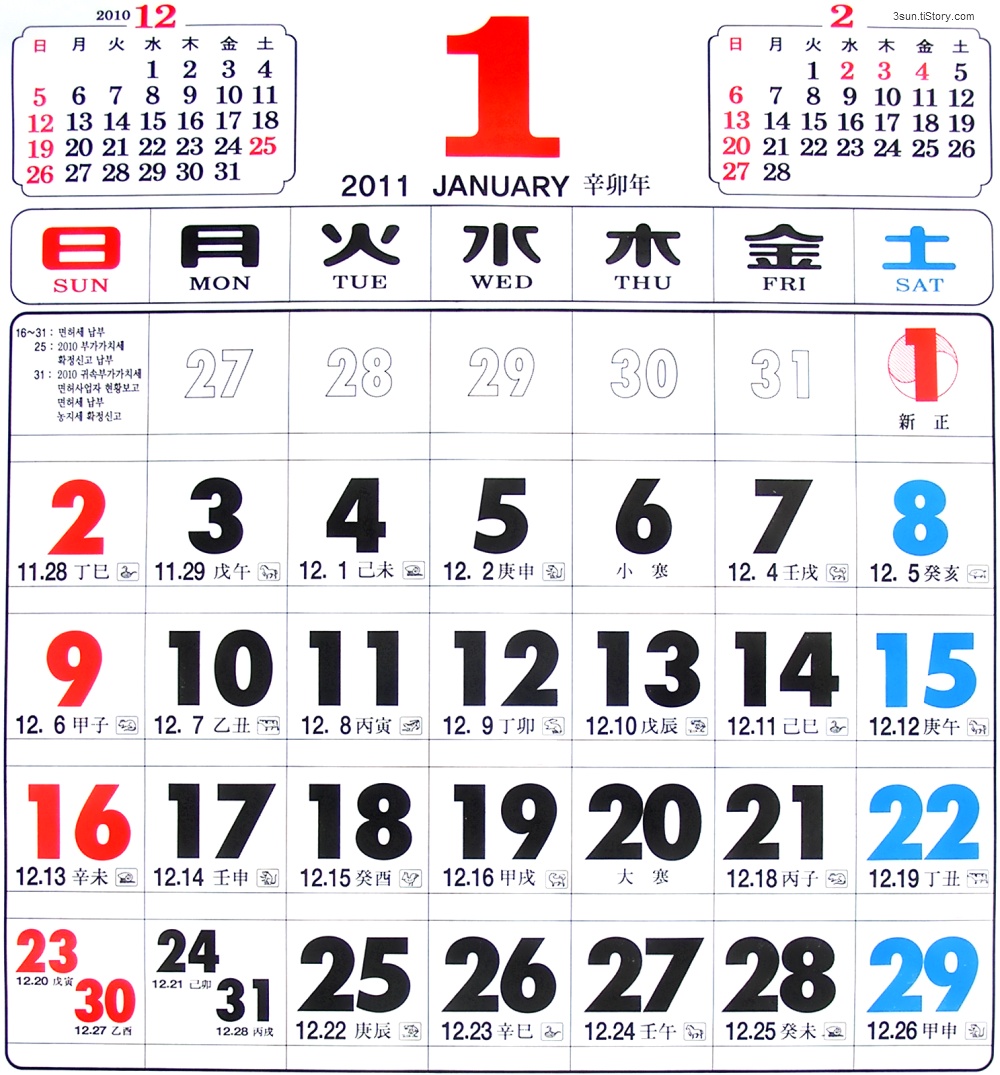 3sun.tiStory.com
2010 12
日 月 火 水 木 金 土
1 2 3 4
5 6 7 8 9 10 11
12 13 14 15 16 17 18
19 20 21 22 23 24 25
26 27 28 29 30 31
1
2011 JANUARY 辛卯年
2
日 月 火 水 木 金 土
1 2 3 4 5
6 7 8 9 10 11 12
13 14 15 16 17 18 19
20 21 22 23 24 25 26
27 28
日 月 火 水 木 金 土
SUN MON TUE WED THU FRI SAT
16~31 : 면허세 납부
25 : 2010 부가가치세
확정신고 납부
31 : 2010 귀속부가가치세
면허사업자 현황보고
면허세 납부
농지세 확정신고
27 28 29 30 31 1
新 正
2 3 4 5 6 7 8
11.28 丁巳 11.29 戊午 12. 1 己未 12. 2 庚申 小 寒 12. 4 壬戌 12. 5 癸亥
9 10 11 12 13 14 15
12. 6 甲子 12. 7 乙丑 12. 8 丙寅 12. 9 丁卯 12.10 戊辰 12.11 己巳 12.12 庚午
16 17 18 19 20 21 22
12.13 辛未 12.14 壬申 12.15 癸酉 12.16 甲戌 大 寒 12.18 丙子 12.19 丁丑
23 24 25 26 27 28 29
12.20 戊寅 12.21 己卯
30 31
12.27 乙酉 12.28 丙戌 12.22 庚辰 12.23 辛巳 12.24 壬午 12.25 癸未 12.26 甲申